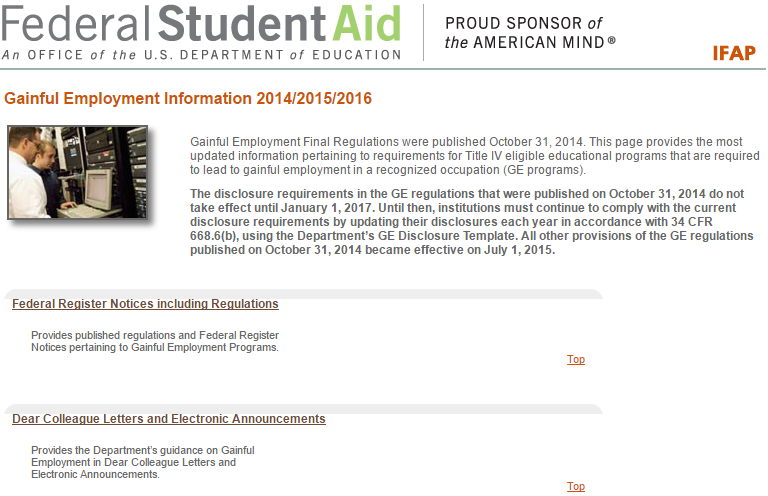 Federal Student Aid
An OFFICE of the U.S. DEPARTMENT of EDUCATION
PROUD SPONSOR of
the AMERICAN MIND®
IFAP
Gainful Employment Information 2014/2015/2016
Gainful Employment Final Regulations were published October 31, 2014. This page provides the most
updated information pertaining to requirements for Title IV eligible educational programs that are required
to lead to gainful employment in a recognized occupation (GE programs).
The disclosure requirements in the GE regulations that were published on October 31, 2014 do not
take effect until January 1, 2017. Until then, institutions must continue to comply with the current
disclosure requirements by updating their disclosures each year in accordance with 34 CFR
668.6(b), using the Department's GE Disclosure Template. All other provisions of the GE regulations
published on October 31, 2014 became effective on July 1, 2015.
Federal Register Notices including Regulations
Provides published regulations and Federal Register
Notices pertaining to Gainful Employment Programs.
Top
Dear Colleague Letters and Electronic Announcements
Provides the Department's guidance on Gainful
Employment in Dear Colleague Letters and
Electronic Announcements.
Top